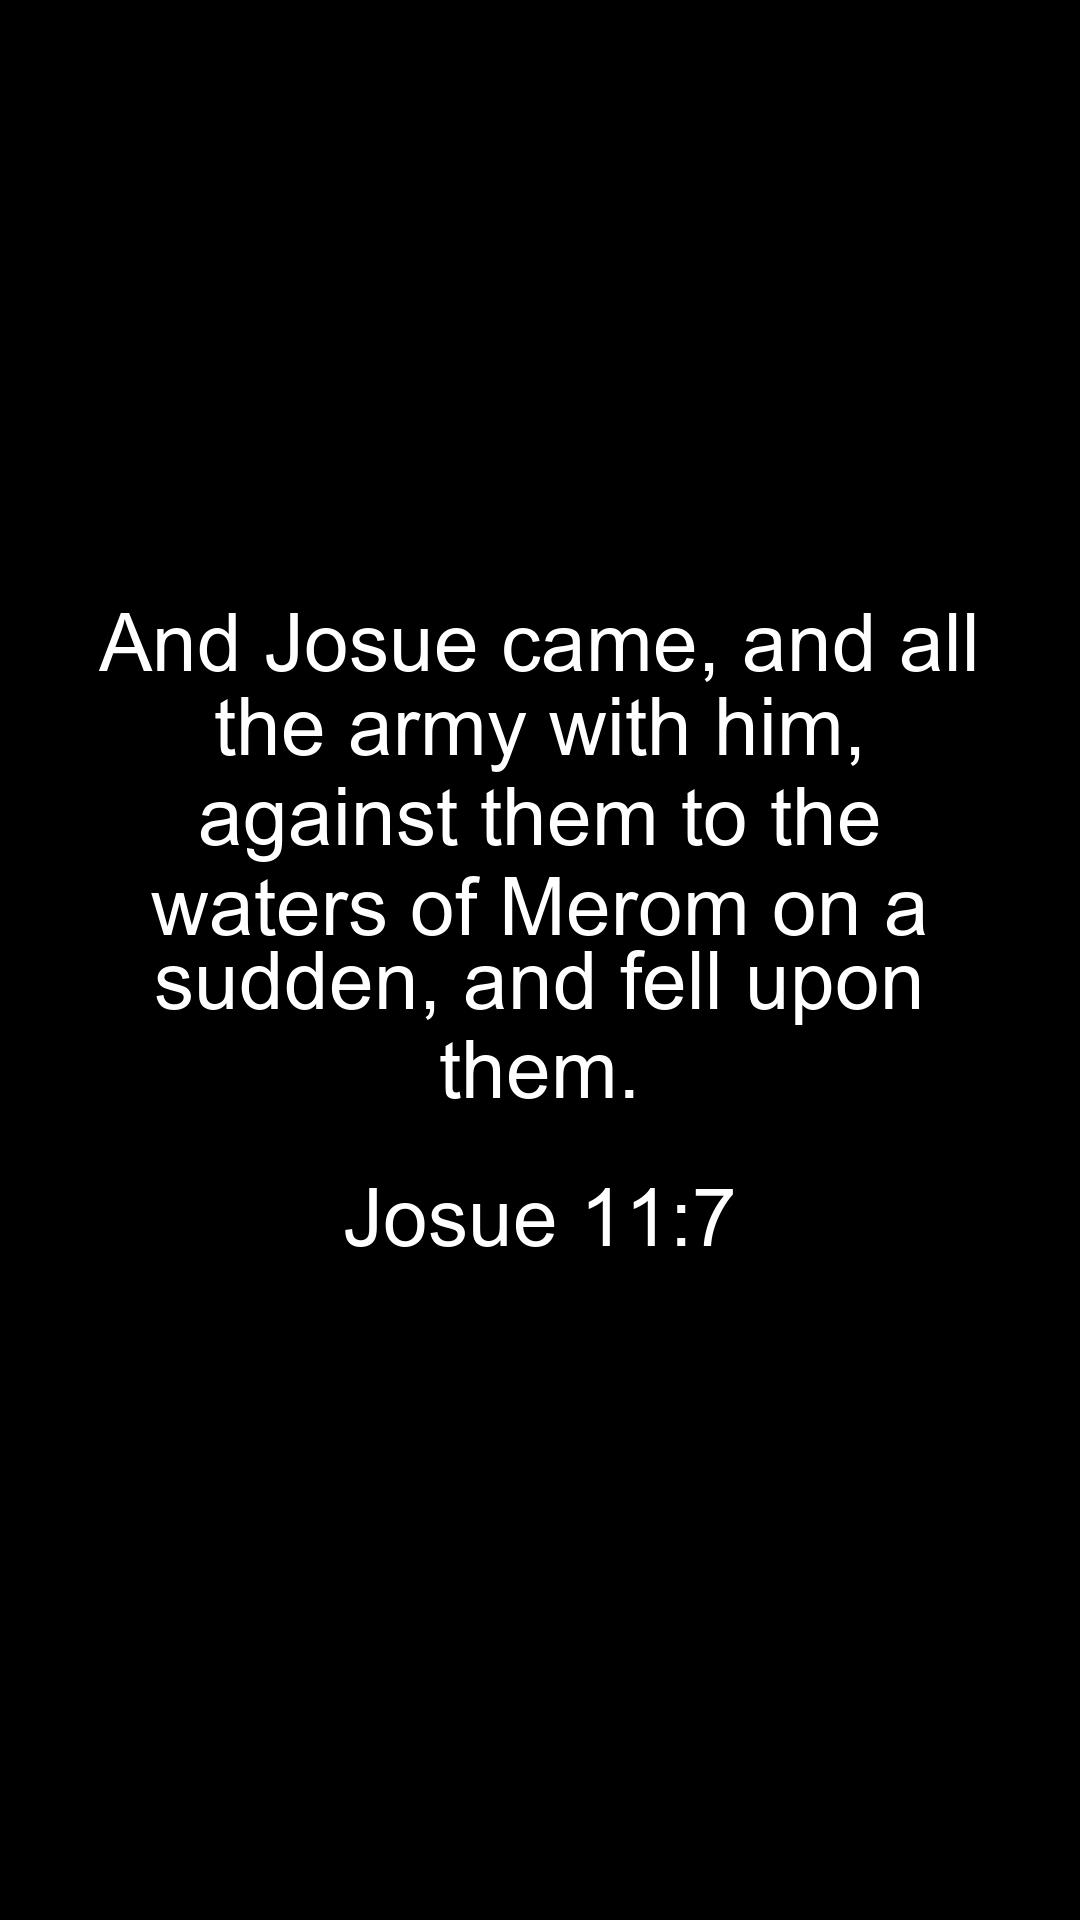 And Josue came, and all
the army with him,
against them to the
waters of Merom on a
sudden, and fell upon
them.
Josue 11:7